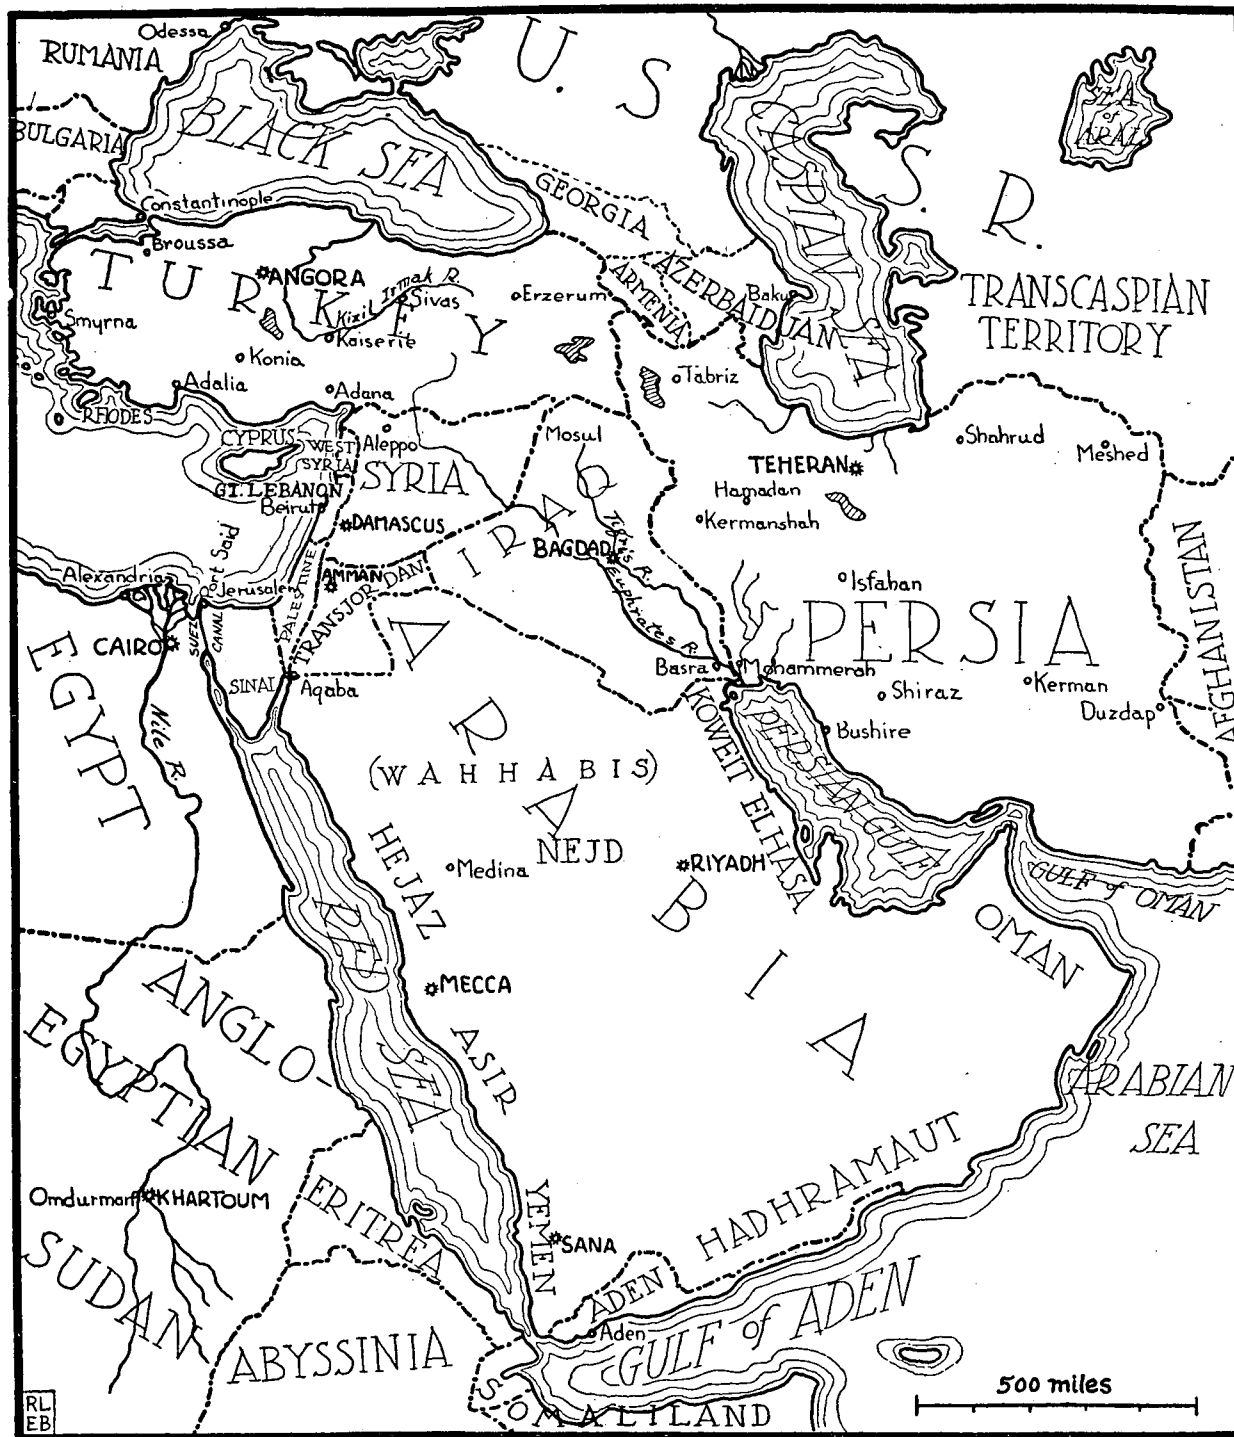 Odessa
RUMANIA
U. S. S. R.
BULGARIA
BLACK SEA
CASPIAN SEA
SEA of ARAL
GEORGIA
Constantinople
Broussa
TURKEY
ANGORA
Kizil Irmak R.
Sivas
Erzerum
ARMENIA
AZERBAIDJAN
Baku
TRANSCASPIAN
TERRITORY
Smyrna
Kaiserie
Konia
Adalia
Adana
Tabriz
RHODES
CYPRUS
WEST
SYRIA
Aleppo
SYRIA
Mosul
Shahrud
Meshed
TEHERAN
Hamadan
Kermanshah
GT. LEBANON
Beirut
DAMASCUS
IRAQ
BAGDAD
Tigris R.
Euphrates R.
AFGHANISTAN
Port Said
Alexandria
Jerusalem
PALESTINE
AMMAN
TRANSJORDAN
Isfahan
PERSIA
CAIRO
SUEZ
CANAL
EGYPT
SINAI
Aqaba
Basra
Mohammerah
Shiraz
Kerman
Duzdap
Nile R.
ARABIA
KOWEIT
ELHASA
PERSIAN GULF
Bushire
(WAHHABIS)
NEJD
HEJAZ
Medina
RIYADH
GULF of OMAN
OMAN
RED SEA
MECCA
ANGLO-
EGYPTIAN
SUDAN
ASIR
ARABIAN
SEA
Omdurman
KHARTOUM
ERITREA
YEMEN
SANA
HADHRAMAUT
ADEN
Aden
GULF of ADEN
ABYSSINIA
SOMALILAND
500 miles
RL
EB